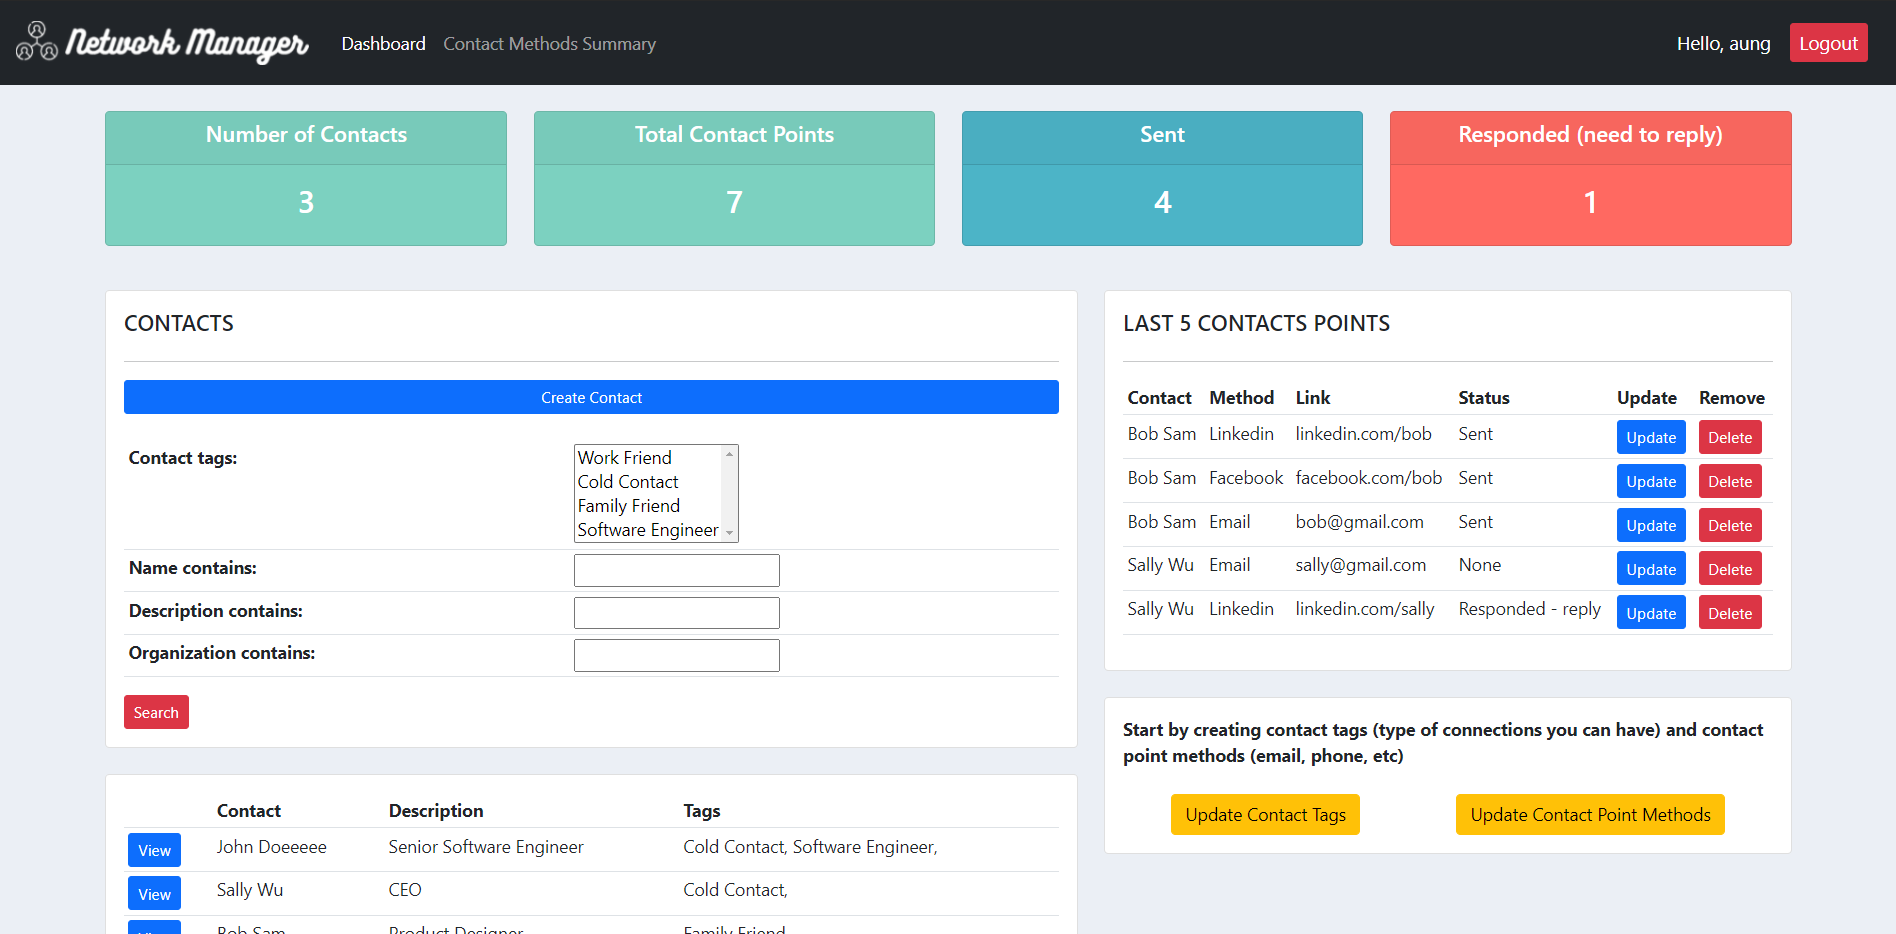 Network Manager Dashboard Contact Methods Summary Hello, aung Logout
Number of Contacts
3
Total Contact Points
7
Sent
4
Responded (need to reply)
1
CONTACTS
Create Contact
Contact tags:
Work Friend
Cold Contact
Family Friend
Software Engineer
Name contains:
Description contains:
Organization contains:
Search
Contact Description Tags
View John Doeeeee Senior Software Engineer Cold Contact, Software Engineer,
View Sally Wu CEO Cold Contact,
View Bob Sam Product Designer Family Friend
LAST 5 CONTACTS POINTS
Contact Method Link Status Update Remove
Bob Sam Linkedin linkedin.com/bob Sent Update Delete
Bob Sam Facebook facebook.com/bob Sent Update Delete
Bob Sam Email bob@gmail.com Sent Update Delete
Sally Wu Email sally@gmail.com None Update Delete
Sally Wu Linkedin linkedin.com/sally Responded - reply Update Delete
Start by creating contact tags (type of connections you can have) and contact
point methods (email, phone, etc)
Update Contact Tags Update Contact Point Methods